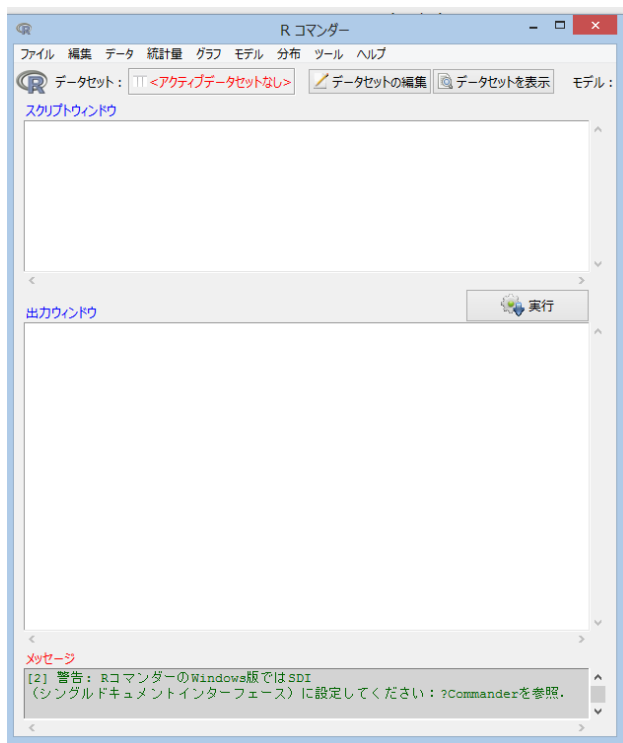 R コマンダー
ファイル 編集 データ 統計量 グラフ モデル 分布 ツール ヘルプ
データセット： <アクティブデータセットなし> データセットの編集 データセットを表示 モデル：
スクリプトウィンドウ
実行
出力ウィンドウ
メッセージ
[2] 警告: RコマンダーのWindows版ではSDI
（シングルドキュメントインターフェース）に設定してください：?Commanderを参照.